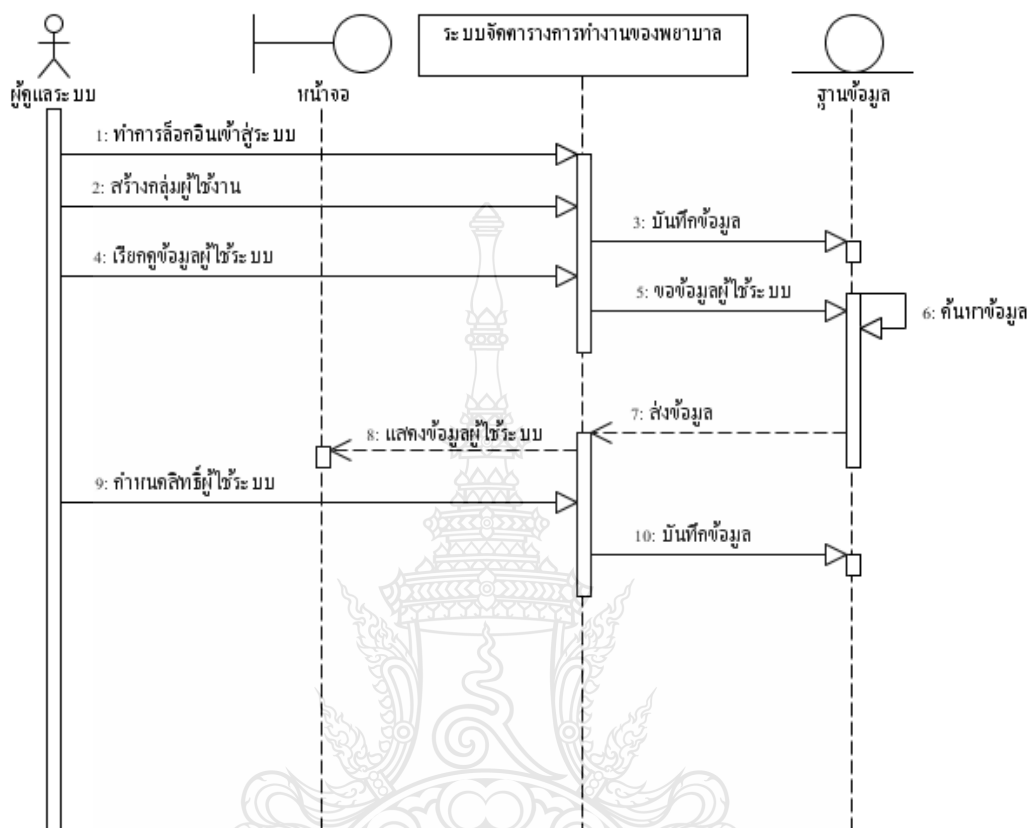 ระบบจัดตารางการทำงานของพยาบาล
ผู้ดูแลระบบ
หน้าจอ
ฐานข้อมูล
1: ทำการล็อกอินเข้าสู่ระบบ
2: สร้างกลุ่มผู้ใช้งาน
3: บันทึกข้อมูล
4: เรียกดูข้อมูลผู้ใช้ระบบ
5: ขอข้อมูลผู้ใช้ระบบ
6: ค้นหาข้อมูล
7: ส่งข้อมูล
8: แสดงข้อมูลผู้ใช้ระบบ
9: กำหนดสิทธิ์ผู้ใช้ระบบ
10: บันทึกข้อมูล